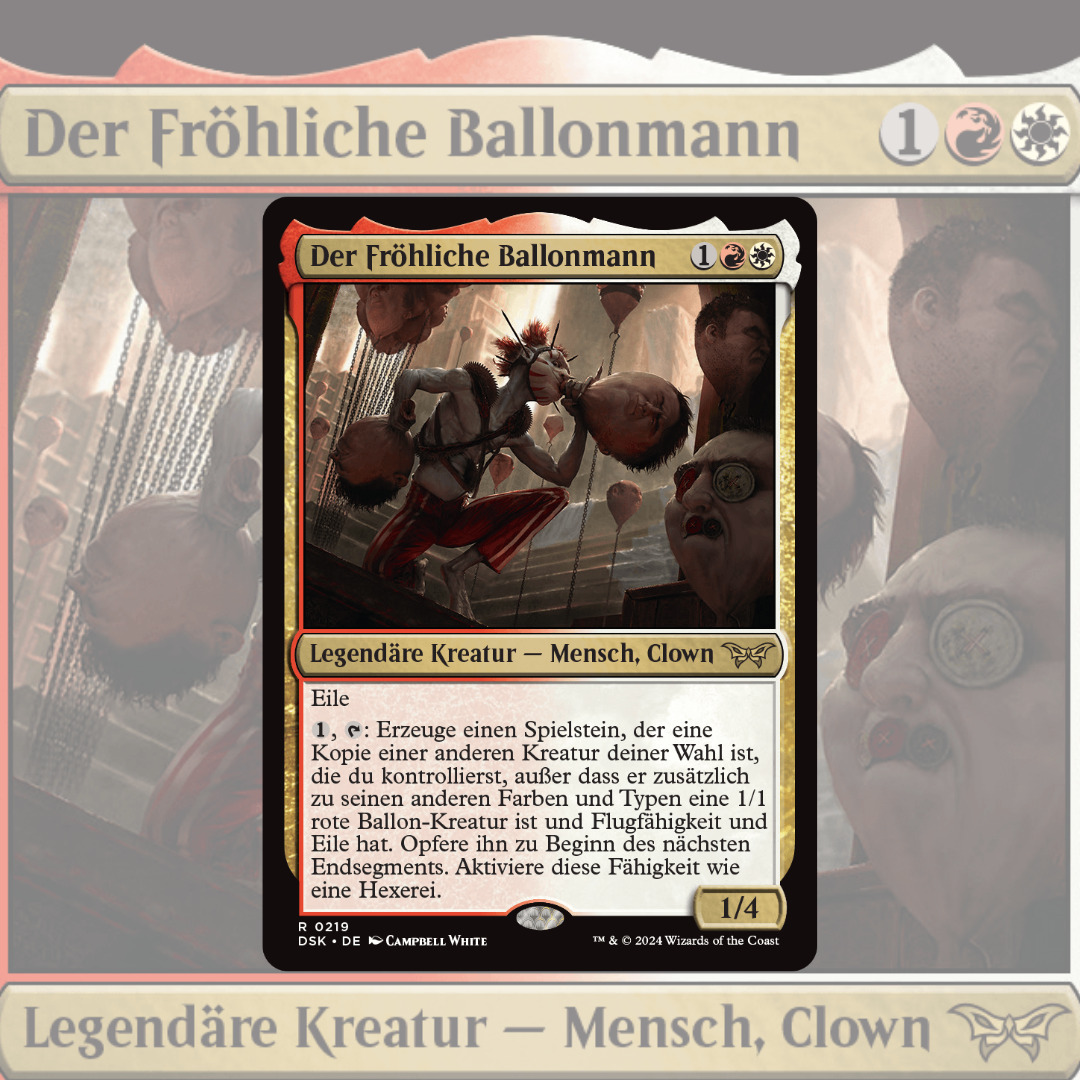 Der Fröhliche Ballonmann 1
Der Fröhliche Ballonmann 1
Legendäre Kreatur — Mensch, Clown
Eile
1, : Erzeuge einen Spielstein, der eine
Kopie einer anderen Kreatur deiner Wahl ist,
die du kontrollierst, außer dass er zusätzlich
zu seinen anderen Farben und Typen eine 1/1
rote Ballon-Kreatur ist und Flugfähigkeit und
Eile hat. Opfere ihn zu Beginn des nächsten
Endsegments. Aktiviere diese Fähigkeit wie
eine Hexerei.
1/4
R 0219
DSK • DE Campbell White
™ & © 2024 Wizards of the Coast
Legendäre Kreatur — Mensch, Clown